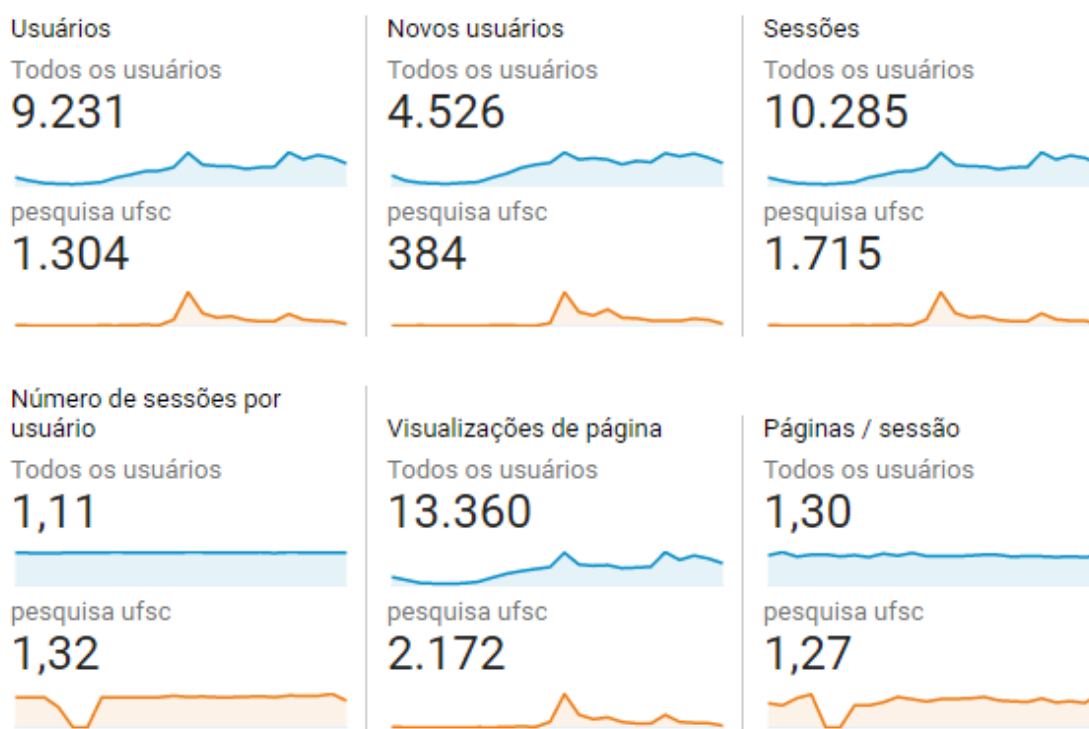 Usuários
Todos os usuários
9.231
pesquisa ufsc
1.304
Novos usuários
Todos os usuários
4.526
pesquisa ufsc
384
Sessões
Todos os usuários
10.285
pesquisa ufsc
1.715
Número de sessões por
usuário
Todos os usuários
1,11
pesquisa ufsc
1,32
Visualizações de página
Todos os usuários
13.360
pesquisa ufsc
2.172
Páginas / sessão
Todos os usuários
1,30
pesquisa ufsc
1,27